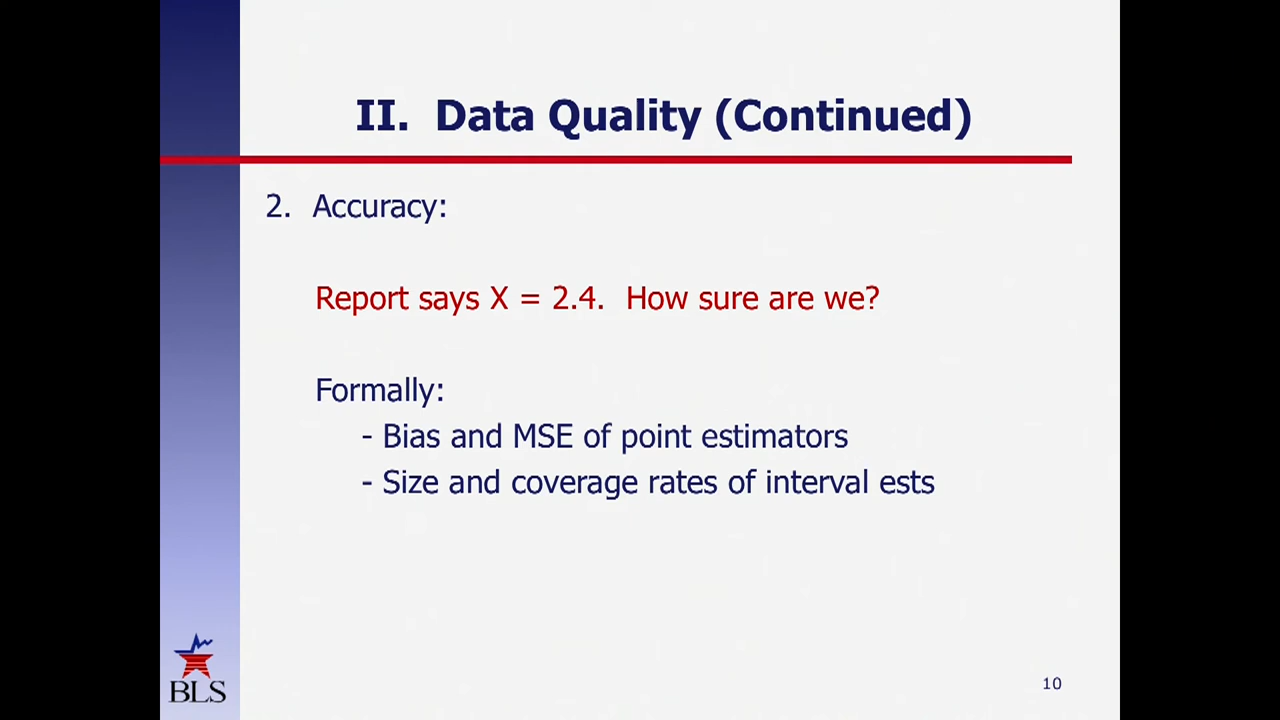 II. Data Quality (Continued)
2. Accuracy:
Report says X = 2.4. How sure are we?
Formally:
- Bias and MSE of point estimators
- Size and coverage rates of interval ests
BLS
10